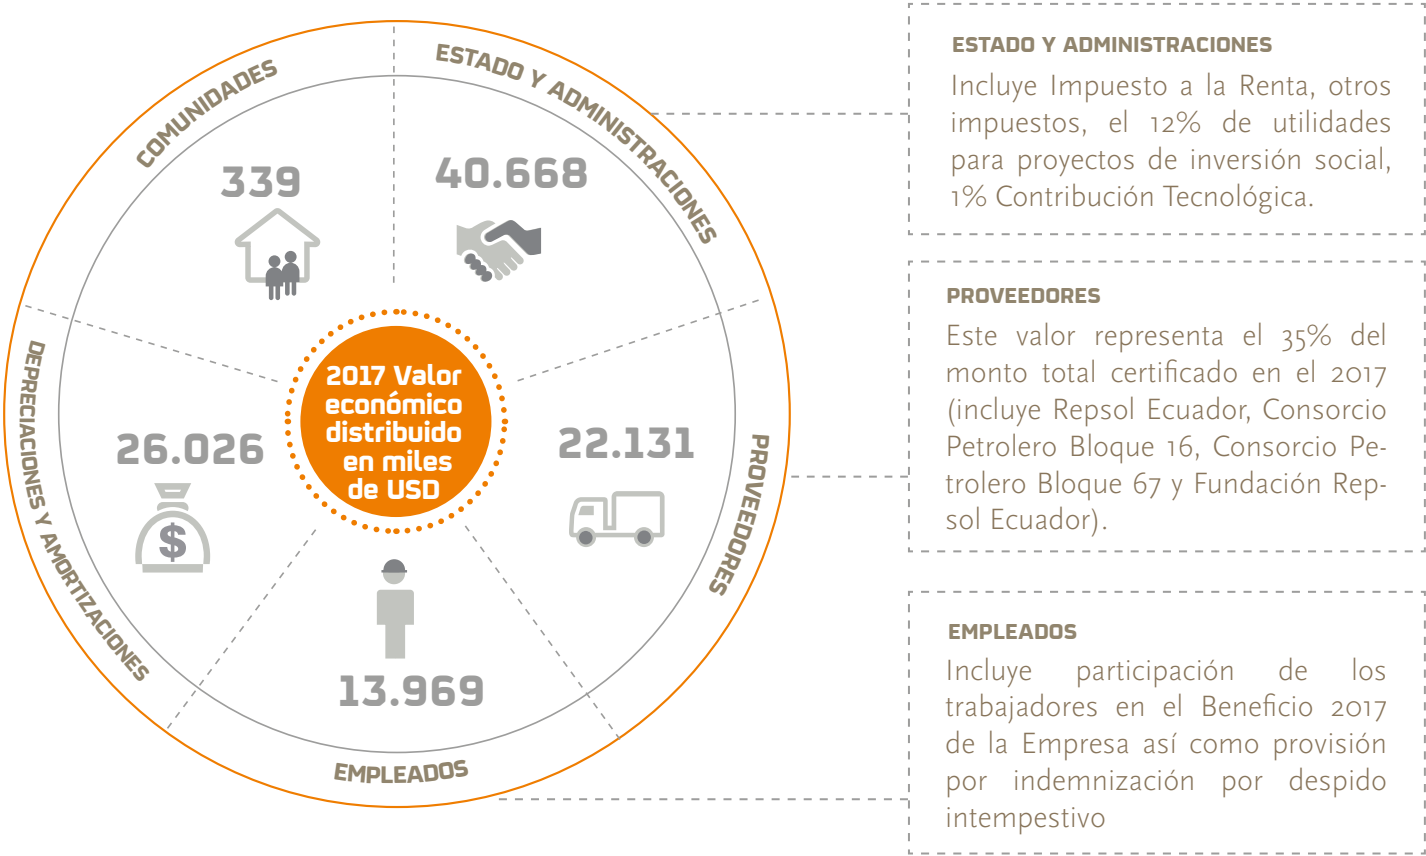 COMUNIDADES
339
ESTADO Y ADMINISTRACIONES
40.668
PROVEEDORES
22.131
EMPLEADOS
13.969
DEPRECIACIONES Y AMORTIZACIONES
26.026
$
2017 Valor
económico
distribuido
en miles
de USD
ESTADO Y ADMINISTRACIONES
Incluye Impuesto a la Renta, otros
impuestos, el 12% de utilidades
para proyectos de inversión social,
1% Contribución Tecnológica.
PROVEEDORES
Este valor representa el 35% del
monto total certificado en el 2017
(incluye Repsol Ecuador, Consorcio
Petrolero Bloque 16, Consorcio Pe-
trolero Bloque 67 y Fundación Rep-
sol Ecuador).
EMPLEADOS
Incluye participación de los
trabajadores en el Beneficio 2017
de la Empresa así como provisión
por indemnización por despido
intempestivo